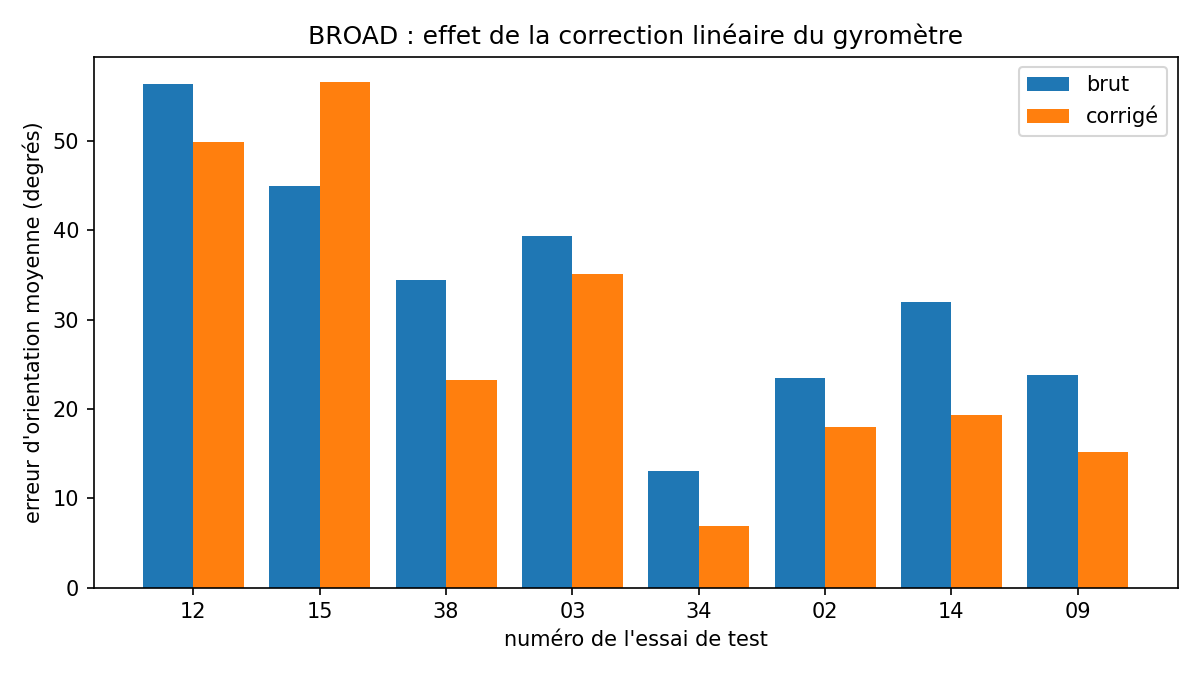 BROAD : effet de la correction linéaire du gyromètre
brut
corrigé
erreur d'orientation moyenne (degrés)
50
40
30
20
10
0
12 15 38 03 34 02 14 09
numéro de l'essai de test